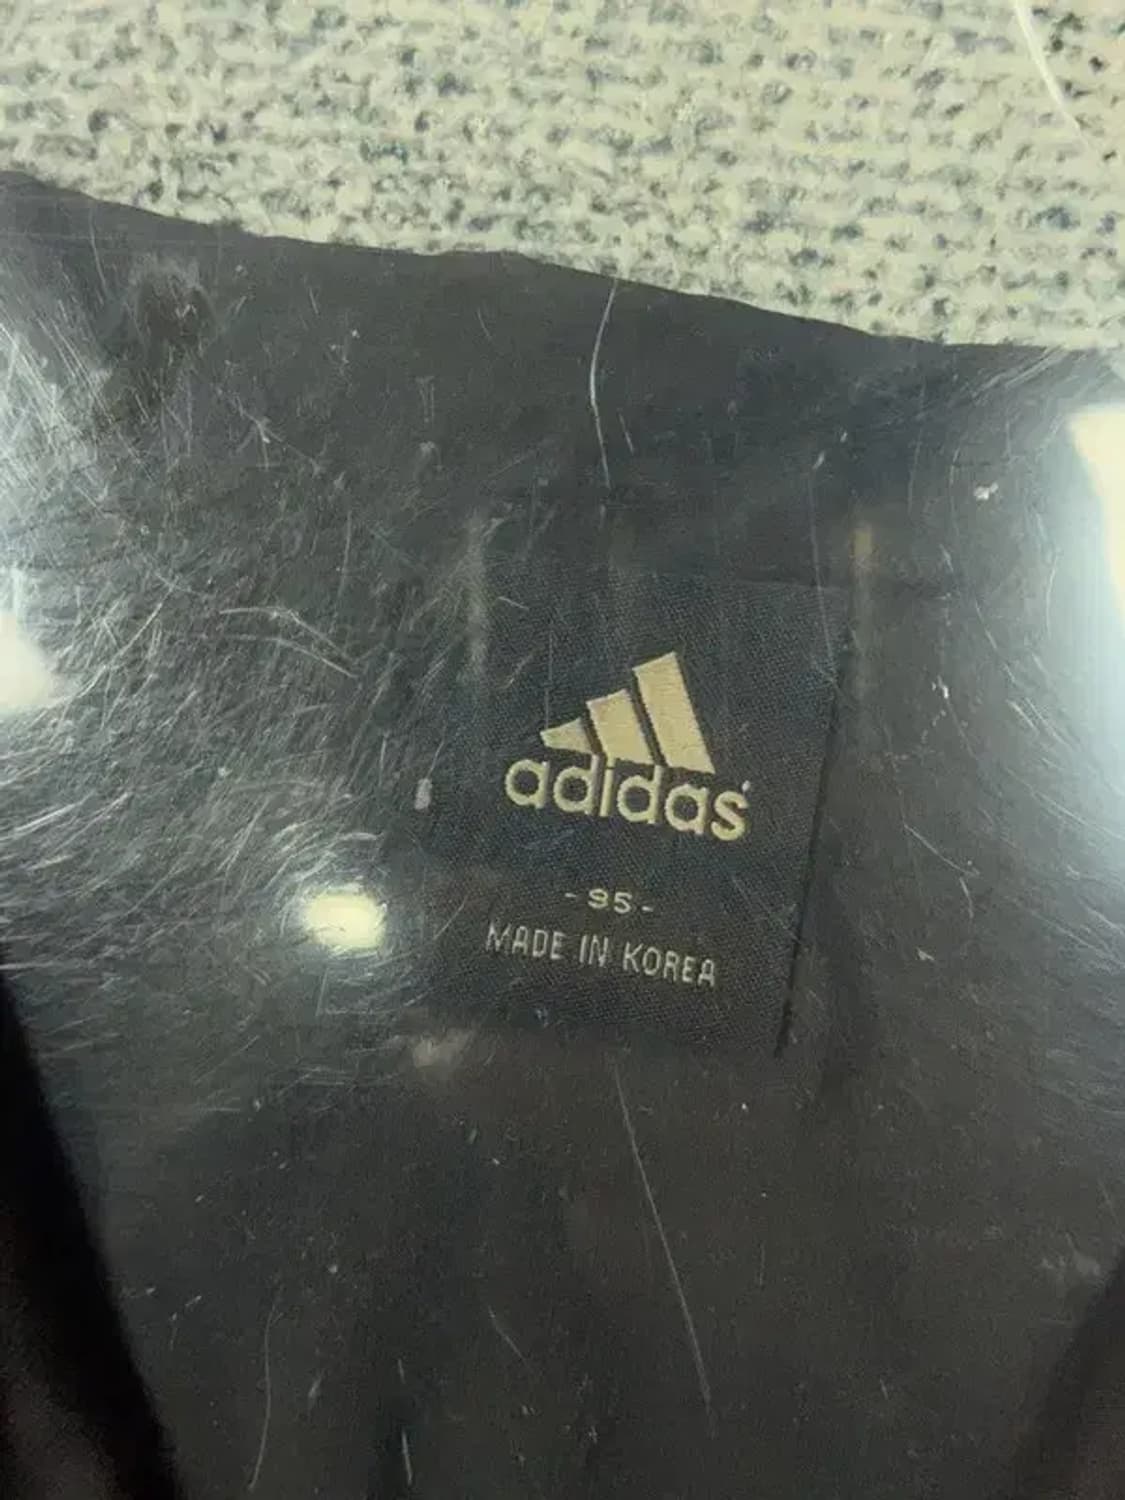 adidas
- 95 -
MADE IN KOREA